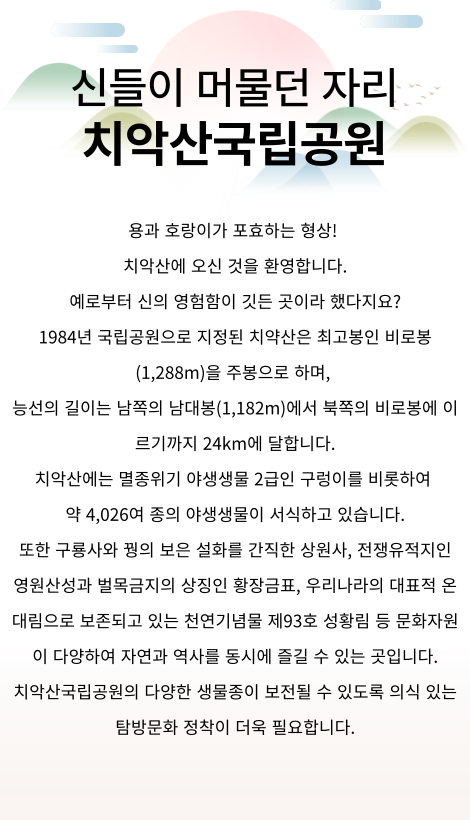 신들이 머물던 자리
치악산국립공원
용과 호랑이가 포효하는 형상!
치악산에 오신 것을 환영합니다.
예로부터 신의 영험함이 깃든 곳이라 했다지요?
1984년 국립공원으로 지정된 치악산은 최고봉인 비로봉
(1,288m)을 주봉으로 하며,
능선의 길이는 남쪽의 남대봉(1,182m)에서 북쪽의 비로봉에 이
르기까지 24km에 달합니다.
치악산에는 멸종위기 야생생물 2급인 구렁이를 비롯하여
약 4,026여 종의 야생생물이 서식하고 있습니다.
또한 구룡사와 꿩의 보은 설화를 간직한 상원사, 전쟁유적지인
영원산성과 벌목금지의 상징인 황장금표, 우리나라의 대표적 온
대림으로 보존되고 있는 천연기념물 제93호 성황림 등 문화자원
이 다양하여 자연과 역사를 동시에 즐길 수 있는 곳입니다.
치악산국립공원의 다양한 생물종이 보전될 수 있도록 의식 있는
탐방문화 정착이 더욱 필요합니다.